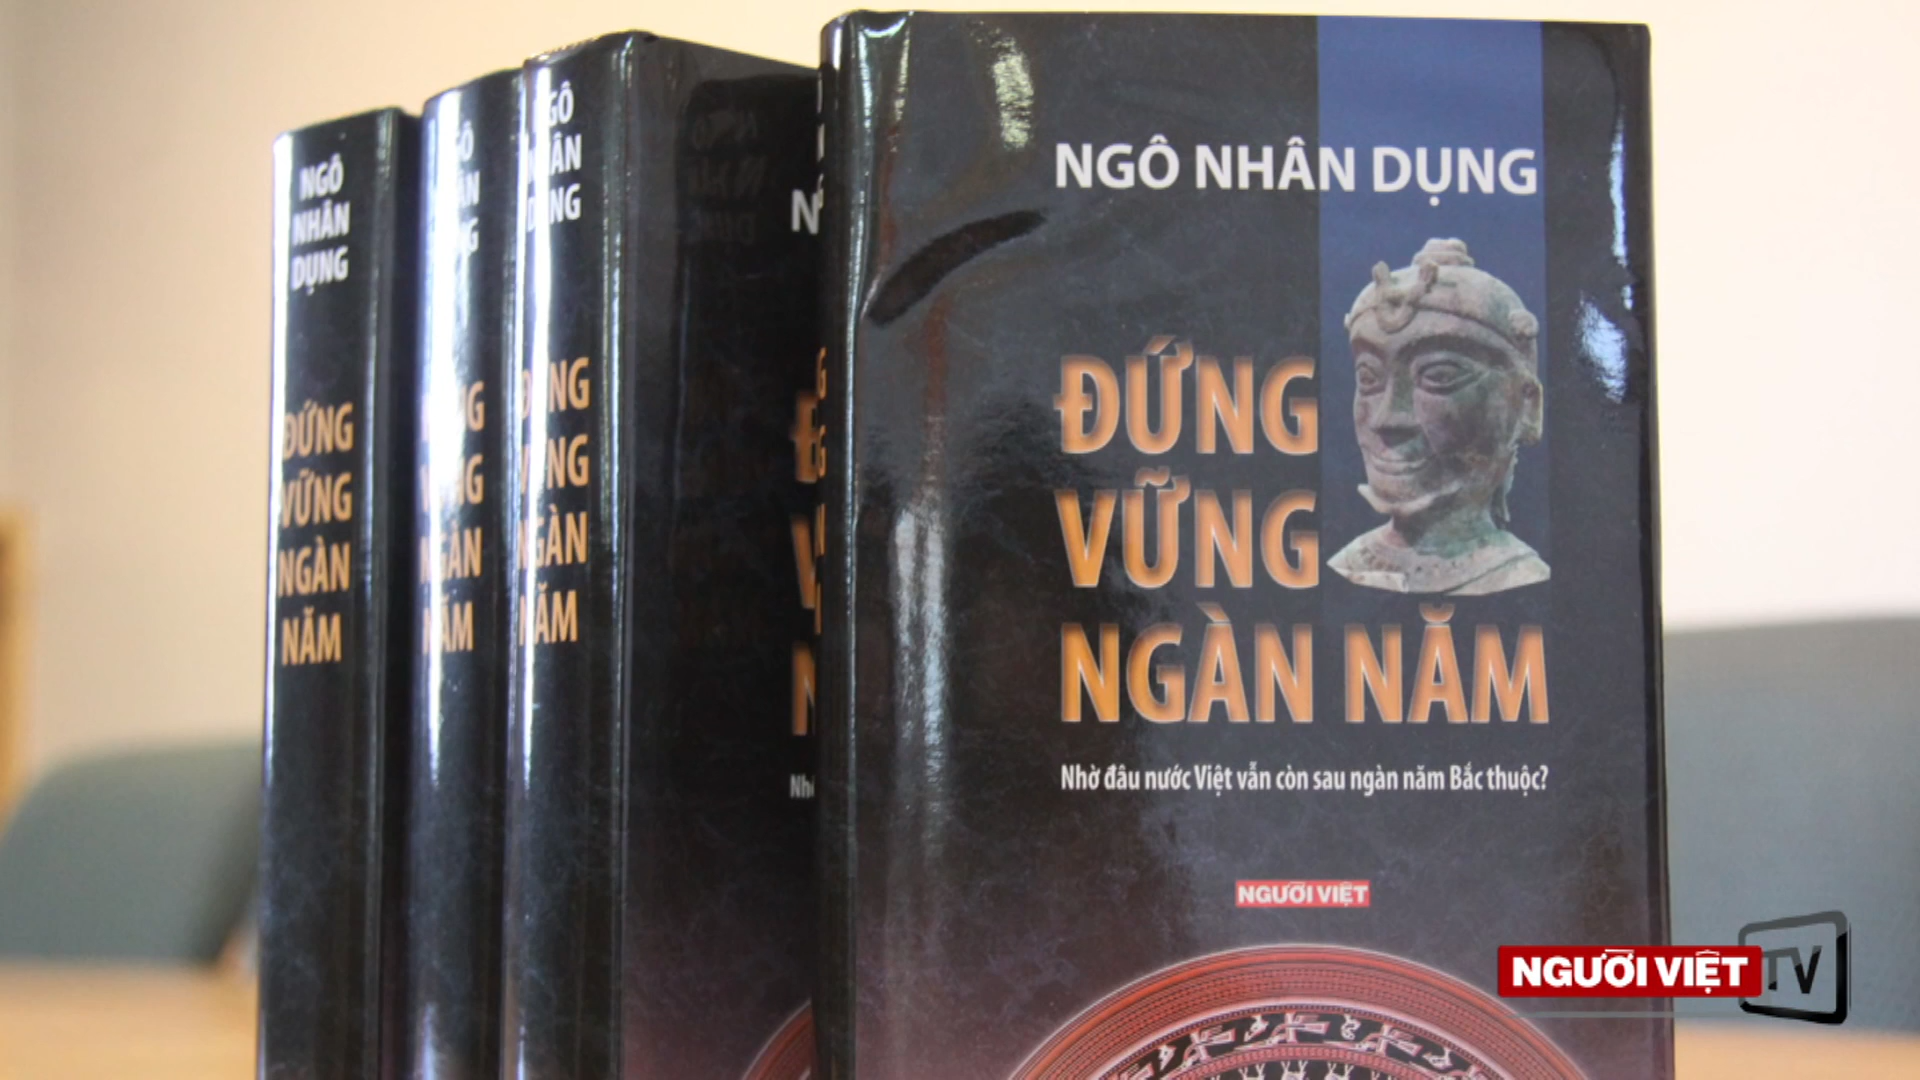 NGÔ
NHÂN
DỤNG
ĐỨNG
VỮNG
NGÀN
NĂM
NGÔ NHÂN DỤNG
ĐỨNG
VỮNG
NGÀN NĂM
Nhờ đâu nước Việt vẫn còn sau ngàn năm Bắc thuộc?
NGƯỜI VIỆT
NGƯỜI VIỆT TV